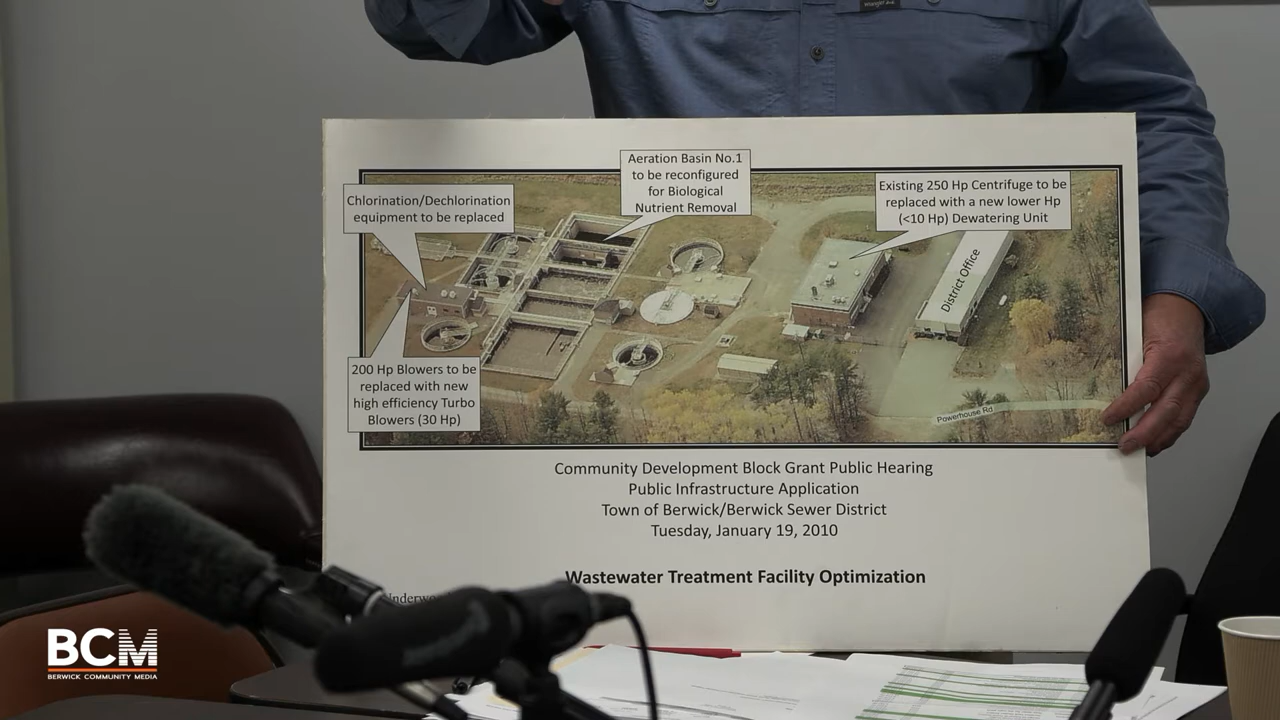 Aeration Basin No.1
to be reconfigured
for Biological
Nutrient Removal
Chlorination/Dechlorination
equipment to be replaced
Existing 250 Hp Centrifuge to be
replaced with a new lower Hp
(<10 Hp) Dewatering Unit
District Office
200 Hp Blowers to be
replaced with new
high efficiency Turbo
Blowers (30 Hp)
Powerhouse Rd
Community Development Block Grant Public Hearing
Public Infrastructure Application
Town of Berwick/Berwick Sewer District
Tuesday, January 19, 2010
Wastewater Treatment Facility Optimization
BCM
BERWICK COMMUNITY MEDIA